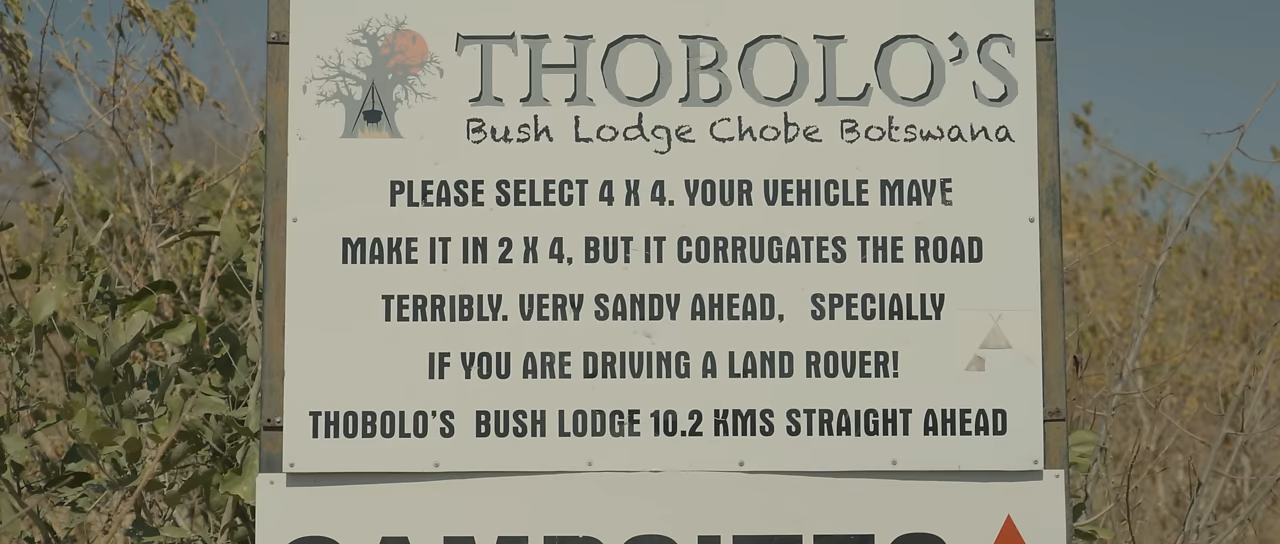 THOBOLO'S
Bush Lodge Chobe Botswana
PLEASE SELECT 4 X 4. YOUR VEHICLE MAYE
MAKE IT IN 2 X 4, BUT IT CORRUGATES THE ROAD
TERRIBLY. VERY SANDY AHEAD, SPECIALLY
IF YOU ARE DRIVING A LAND ROVER!
THOBOLO'S BUSH LODGE 10.2 KMS STRAIGHT AHEAD
CAMPSITES